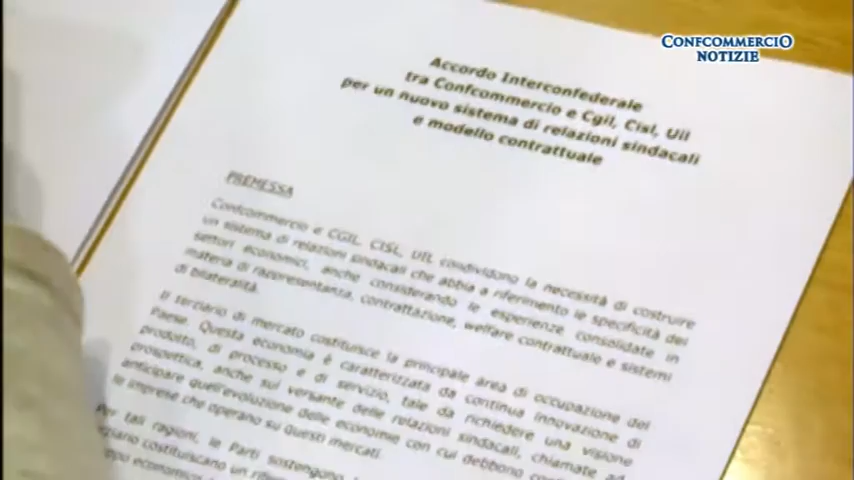 CONFCOMMERCIO
NOTIZIE
Accordo Interconfederale
tra Confcommercio e Cgil, Cisl, Uil
per un nuovo sistema di relazioni sindacali
e modello contrattuale
PREMESSA
Confcommercio e CGIL, CISL, UIL condividono la necessità di costruire
un sistema di relazioni sindacali che abbia a riferimento le specificità dei
settori economici, anche considerando le esperienze consolidate in
materia di rappresentanza, contrattazione, welfare contrattuale e sistemi
di bilateralità.
Il terziario di mercato costituisce la principale area di occupazione del
Paese. Questa economia è caratterizzata da continua innovazione di
prodotto, di processo e di servizio, tale da richiedere una visione
prospettica, anche sul versante delle relazioni sindacali, chiamate ad
anticipare quell'evoluzione delle economie con cui debbono
le imprese che operano su questi mercati.
Per tali ragioni, le Parti sostengono
costituiscano un